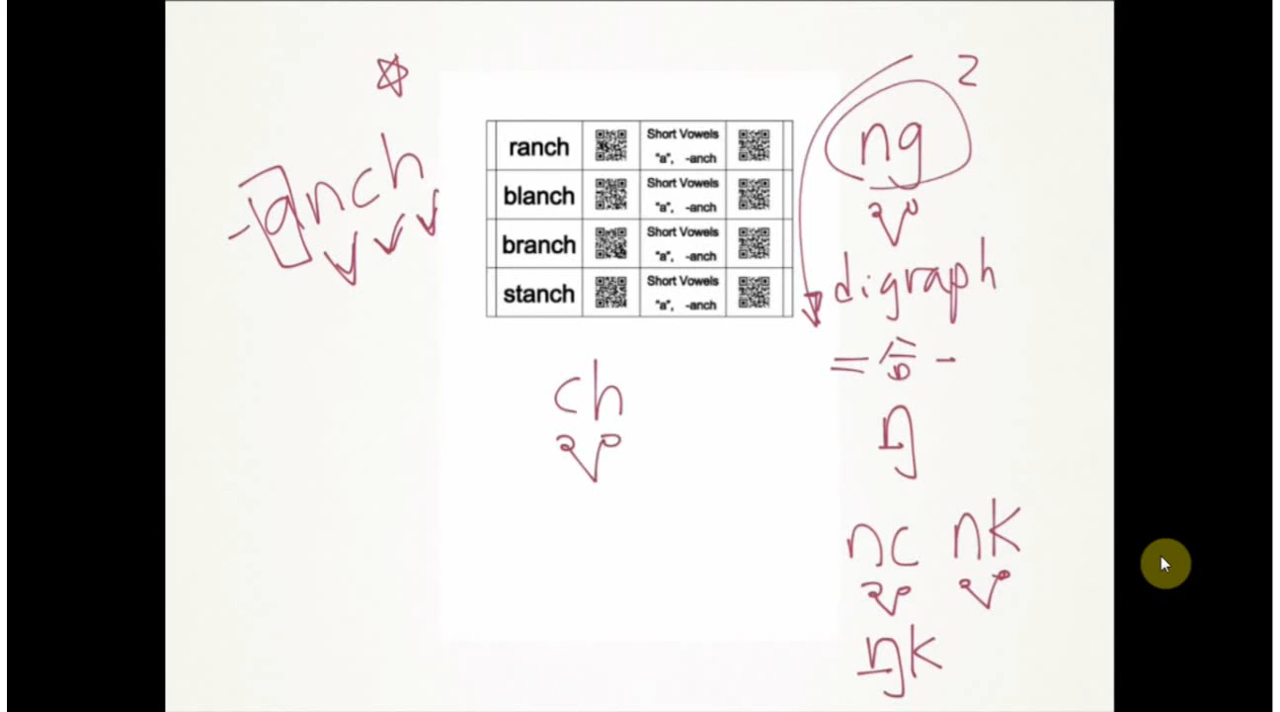 -anch
ranch Short Vowels
"a", -anch
blanch Short Vowels
"a", -anch
branch Short Vowels
"a", -anch
stanch Short Vowels
"a", -anch
ch
2
ng
digraph
=응-
ŋ
nc nk
ŋk